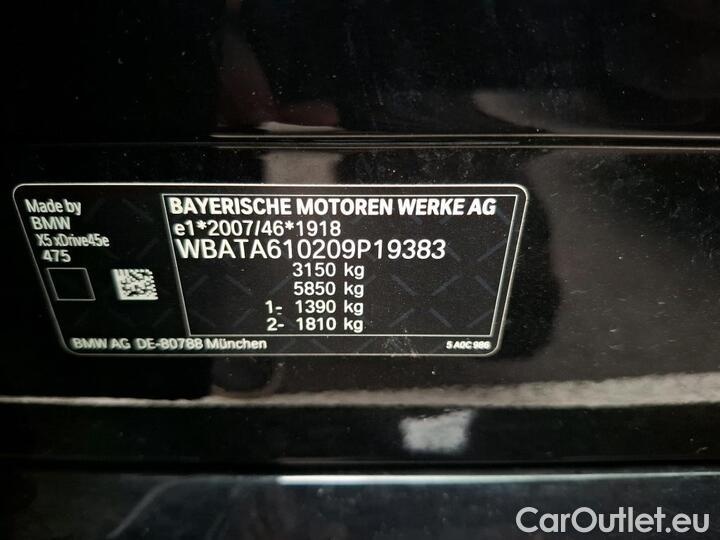 Made by
BMW
X5 xDrive45e
475
BAYERISCHE MOTOREN WERKE AG
e1*2007/46*1918
WBATA610209P19383
3150 kg
5850 kg
1- 1390 kg
2- 1810 kg
BMW AG DE-80788 München
5 A0C 986
CarOutlet.eu